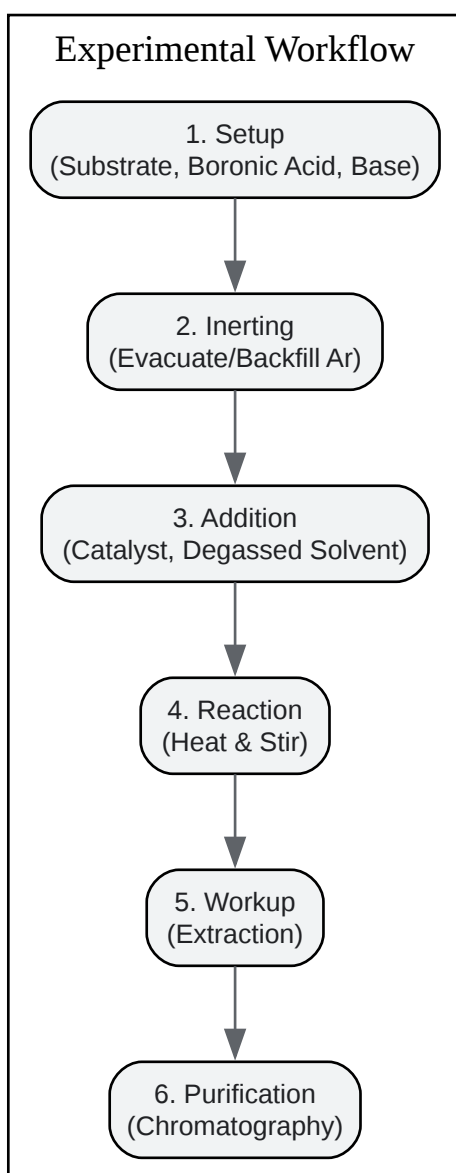 Experimental Workflow
1. Setup
(Substrate, Boronic Acid, Base)
2. Inerting
(Evacuate/Backfill Ar)
3. Addition
(Catalyst, Degassed Solvent)
4. Reaction
(Heat & Stir)
5. Workup
(Extraction)
6. Purification
(Chromatography)